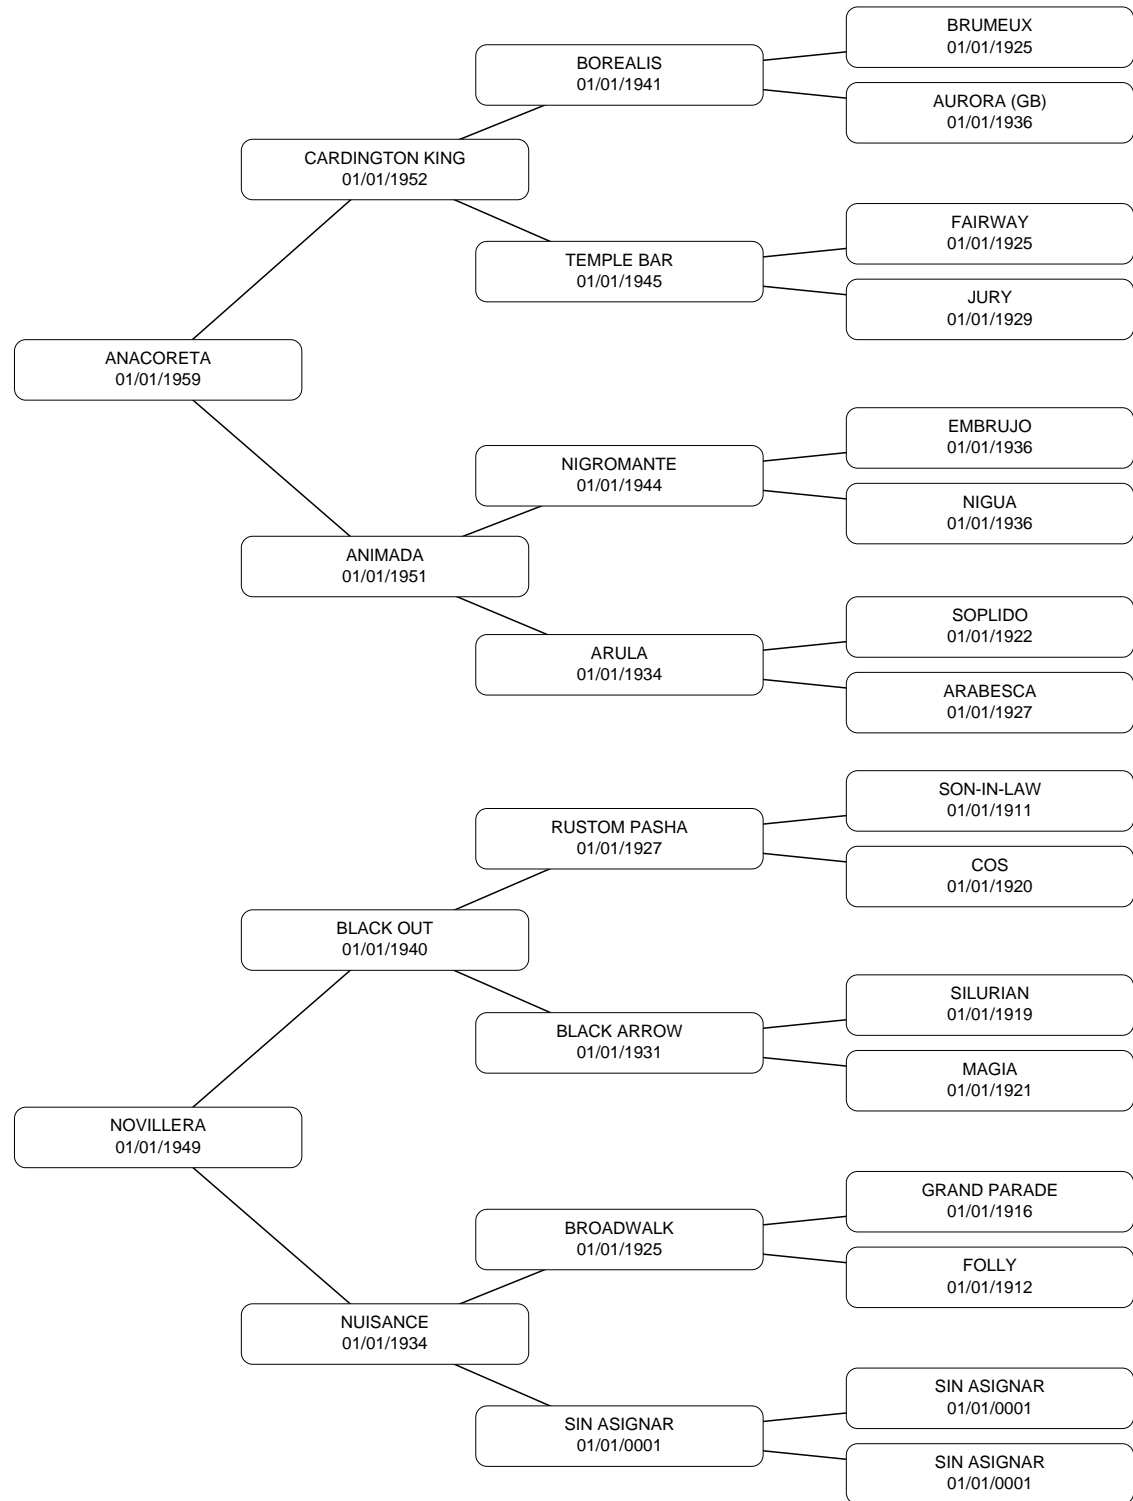 BRUMEUX
01/01/1925
BOREALIS
01/01/1941
AURORA (GB)
01/01/1936
CARDINGTON KING
01/01/1952
FAIRWAY
01/01/1925
TEMPLE BAR
01/01/1945
JURY
01/01/1929
ANACORETA
01/01/1959
EMBRUJO
01/01/1936
NIGROMANTE
01/01/1944
NIGUA
01/01/1936
ANIMADA
01/01/1951
SOPLIDO
01/01/1922
ARULA
01/01/1934
ARABESCA
01/01/1927
SON-IN-LAW
01/01/1911
RUSTOM PASHA
01/01/1927
COS
01/01/1920
BLACK OUT
01/01/1940
SILURIAN
01/01/1919
BLACK ARROW
01/01/1931
MAGIA
01/01/1921
NOVILLERA
01/01/1949
GRAND PARADE
01/01/1916
BROADWALK
01/01/1925
FOLLY
01/01/1912
NUISANCE
01/01/1934
SIN ASIGNAR
01/01/0001
SIN ASIGNAR
01/01/0001
SIN ASIGNAR
01/01/0001